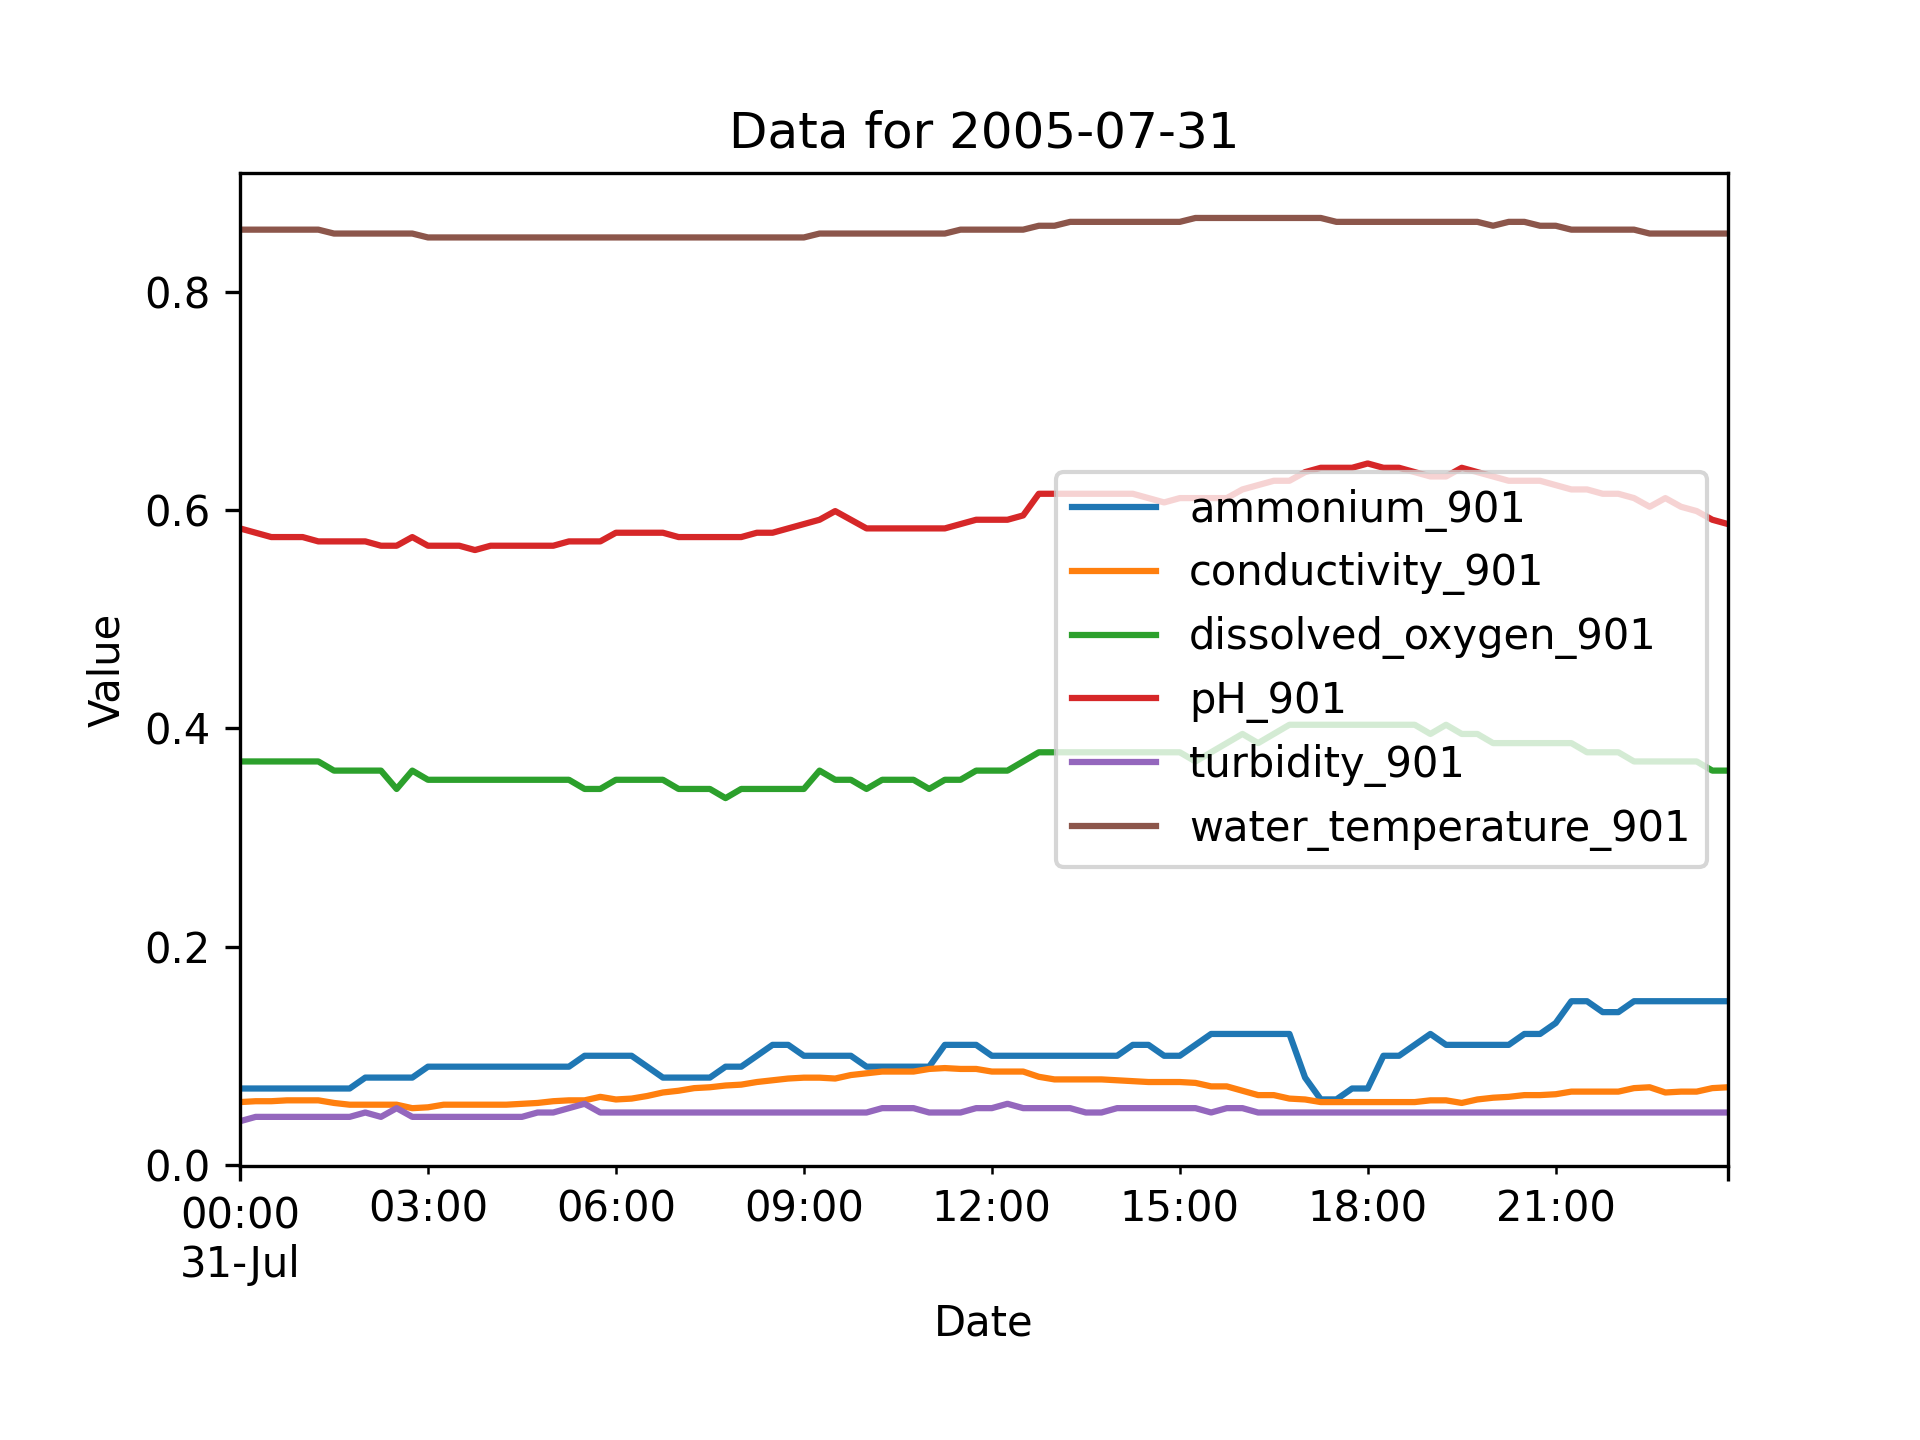 Data for 2005-07-31
Value
0.8
0.6
0.4
0.2
0.0
ammonium_901
conductivity_901
dissolved_oxygen_901
pH_901
turbidity_901
water_temperature_901
00:00 03:00 06:00 09:00 12:00 15:00 18:00 21:00
31-Jul
Date